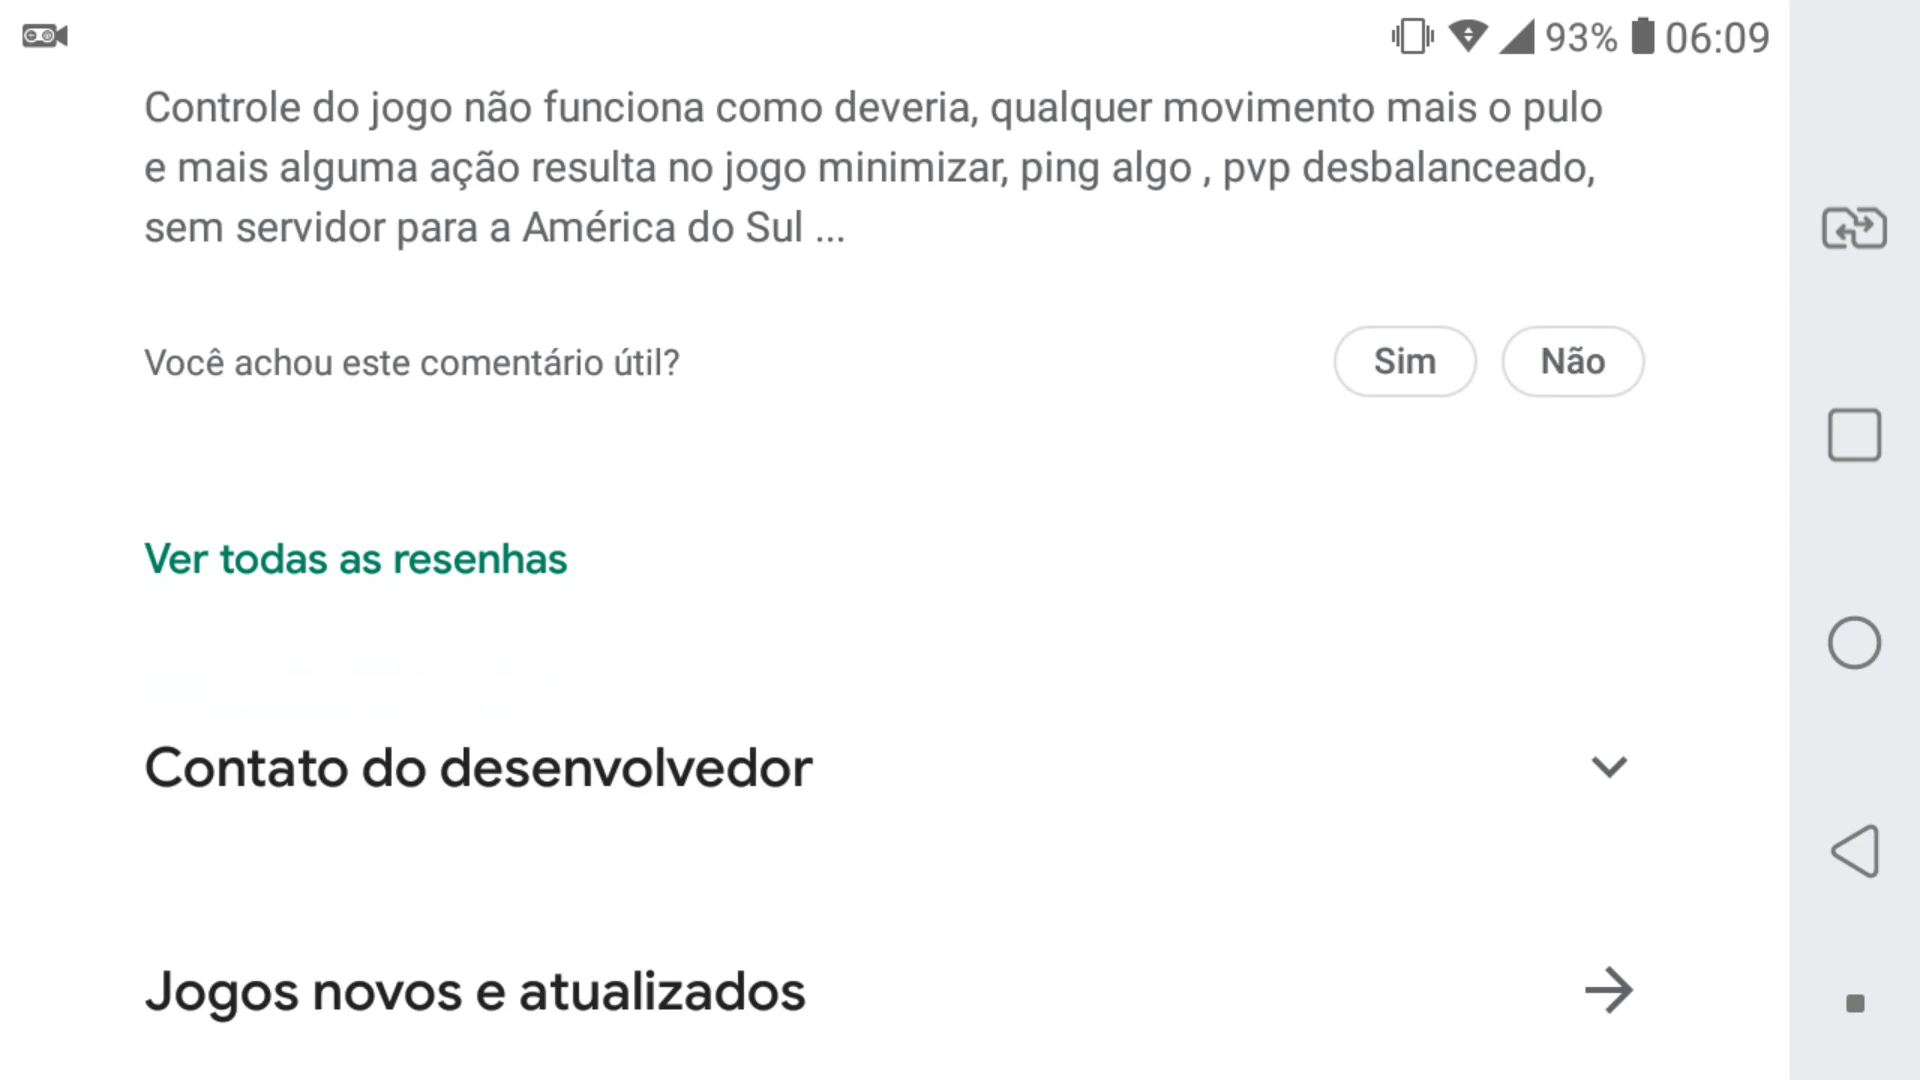 93% 06:09
Controle do jogo não funciona como deveria, qualquer movimento mais o pulo
e mais alguma ação resulta no jogo minimizar, ping algo , pvp desbalanceado,
sem servidor para a América do Sul ...
Você achou este comentário útil?
Sim Não
Ver todas as resenhas
Contato do desenvolvedor
Jogos novos e atualizados